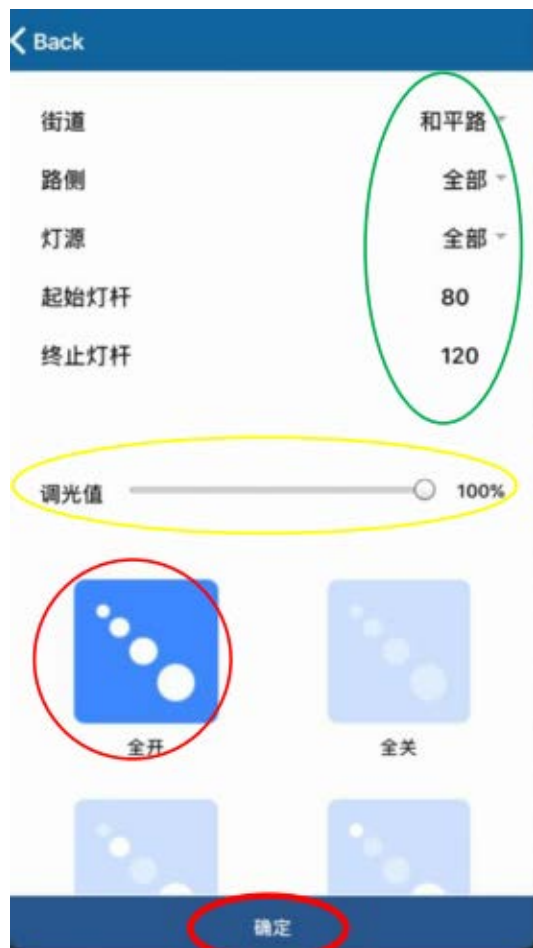 Back
街道 和平路
路侧 全部
灯源 全部
起始灯杆 80
终止灯杆 120
调光值 100%
全开 全关
确定